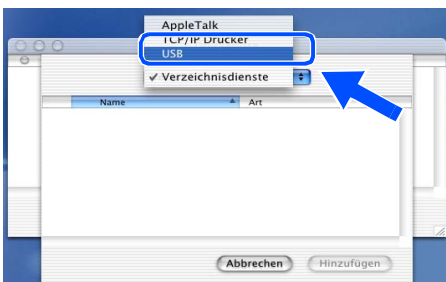 AppleTalk
TCP/IP Drucker
USB
✓ Verzeichnisdienste
Name Art
Abbrechen Hinzufügen